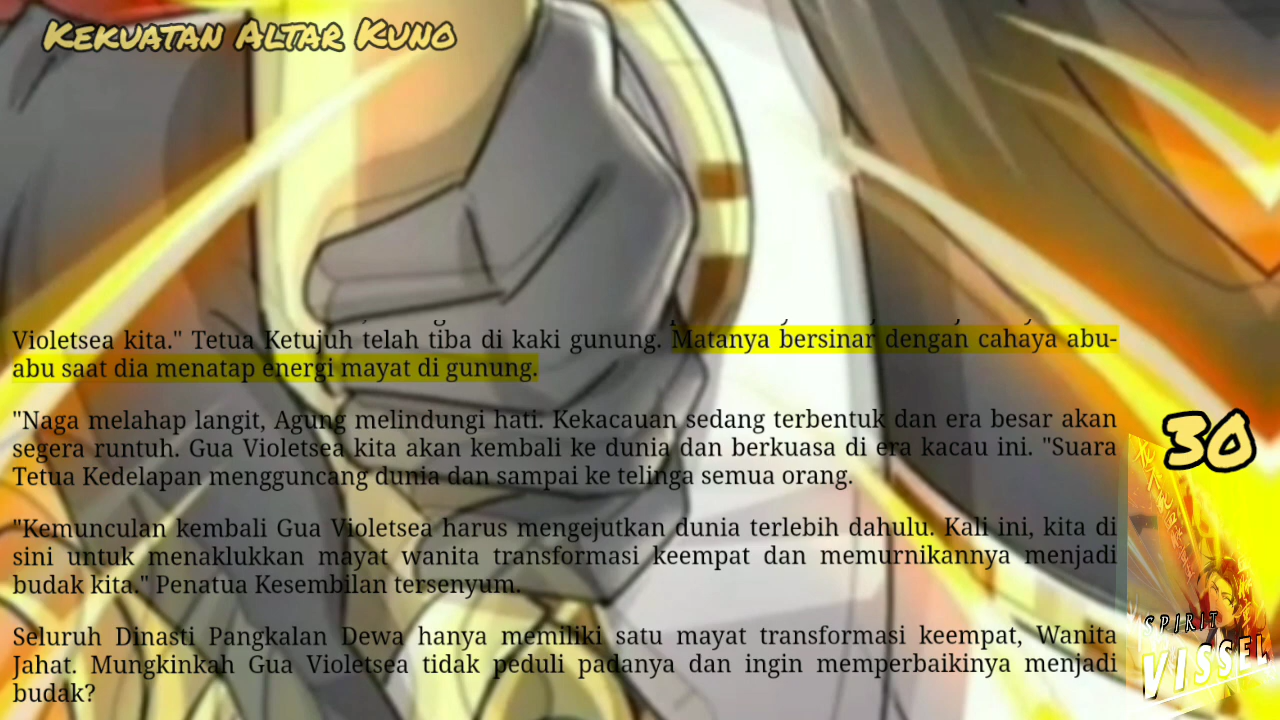 Kekuatan Altar Kuno
Violetsea kita." Tetua Ketujuh telah tiba di kaki gunung. Matanya bersinar dengan cahaya abu-
abu saat dia menatap energi mayat di gunung.
"Naga melahap langit, Agung melindungi hati. Kekacauan sedang terbentuk dan era besar akan
segera runtuh. Gua Violetsea kita akan kembali ke dunia dan berkuasa di era kacau ini. "Suara
Tetua Kedelapan mengguncang dunia dan sampai ke telinga semua orang.
"Kemunculan kembali Gua Violetsea harus mengejutkan dunia terlebih dahulu. Kali ini, kita di
sini untuk menaklukkan mayat wanita transformasi keempat dan memurnikannya menjadi
budak kita." Penatua Kesembilan tersenyum.
Seluruh Dinasti Pangkalan Dewa hanya memiliki satu mayat transformasi keempat, Wanita
Jahat. Mungkinkah Gua Violetsea tidak peduli padanya dan ingin memperbaikinya menjadi
budak?
30
SPIRIT
VISSEL